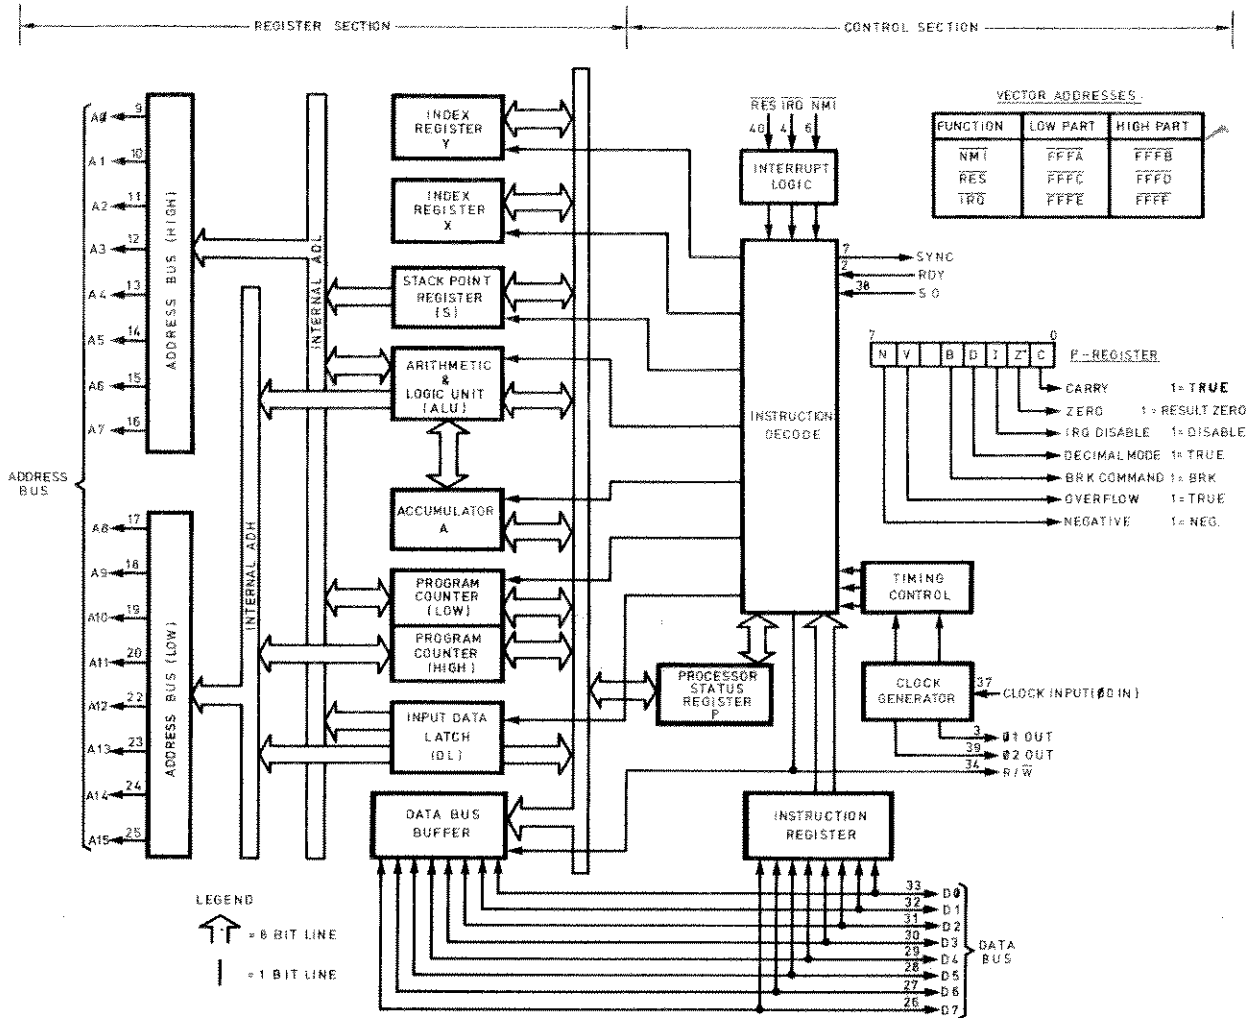 REGISTER SECTION
CONTROL SECTION
ADDRESS BUS
A0 9
A1 10
A2 11
A3 12
A4 13
A5 14
A6 15
A7 16
ADDRESS BUS (HIGH)
A8 17
A9 18
A10 19
A11 20
A12 22
A13 23
A14 24
A15 25
ADDRESS BUS (LOW)
INTERNAL ADH
INTERNAL ADL
INDEX
REGISTER
Y
INDEX
REGISTER
X
STACK POINT
REGISTER
(S)
ARITHMETIC
&
LOGIC UNIT
(ALU)
ACCUMULATOR
A
PROGRAM
COUNTER
(LOW)
PROGRAM
COUNTER
(HIGH)
INPUT DATA
LATCH
(DL)
DATA BUS
BUFFER
RES IRQ NMI
40 4 6
INTERRUPT
LOGIC
INSTRUCTION
DECODE
7 SYNC
2 RDY
38 S O
PROCESSOR
STATUS
REGISTER
P
TIMING
CONTROL
CLOCK
GENERATOR
37
CLOCK INPUT (Ø0 IN)
3 Ø1 OUT
39 Ø2 OUT
34 R/W
INSTRUCTION
REGISTER
VECTOR ADDRESSES
FUNCTION LOW PART HIGH PART
NMI FFFA FFFB
RES FFFC FFFD
IRQ FFFE FFFF
7 0
N V B D I Z C P-REGISTER
CARRY 1= TRUE
ZERO 1= RESULT ZERO
IRQ DISABLE 1= DISABLE
DECIMAL MODE 1= TRUE
BRK COMMAND 1= BRK
OVERFLOW 1= TRUE
NEGATIVE 1= NEG.
33 D0
32 D1
31 D2
30 D3
29 D4
28 D5
27 D6
26 D7
DATA
BUS
LEGEND
= 8 BIT LINE
= 1 BIT LINE